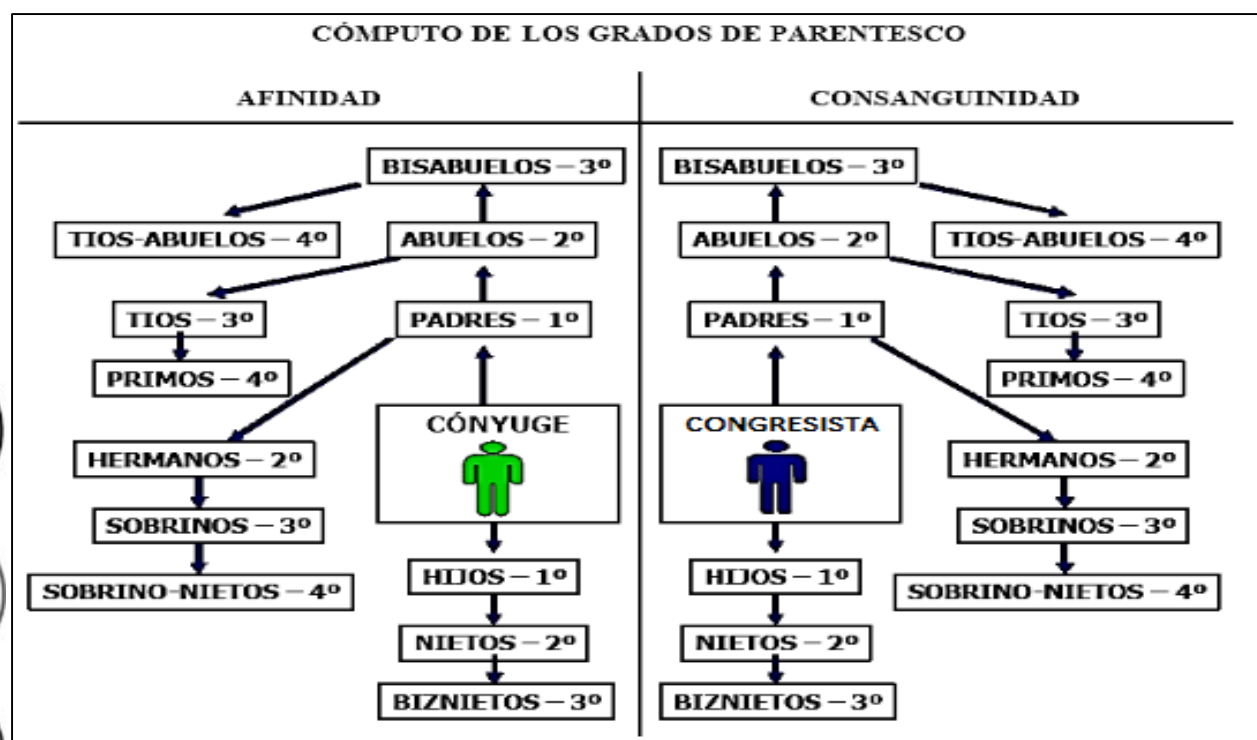 CÓMPUTO DE LOS GRADOS DE PARENTESCO
AFINIDAD
CONSANGUINIDAD
BISABUELOS – 3º
BISABUELOS – 3º
TIOS-ABUELOS – 4º
ABUELOS – 2º
ABUELOS – 2º
TIOS-ABUELOS – 4º
TIOS – 3º
PADRES – 1º
PADRES – 1º
TIOS – 3º
PRIMOS – 4º
PRIMOS – 4º
CÓNYUGE
CONGRESISTA
HERMANOS – 2º
HERMANOS – 2º
SOBRINOS – 3º
SOBRINOS – 3º
HIJOS – 1º
HIJOS – 1º
SOBRINO-NIETOS – 4º
SOBRINO-NIETOS – 4º
NIETOS – 2º
NIETOS – 2º
BIZNIETOS – 3º
BIZNIETOS – 3º